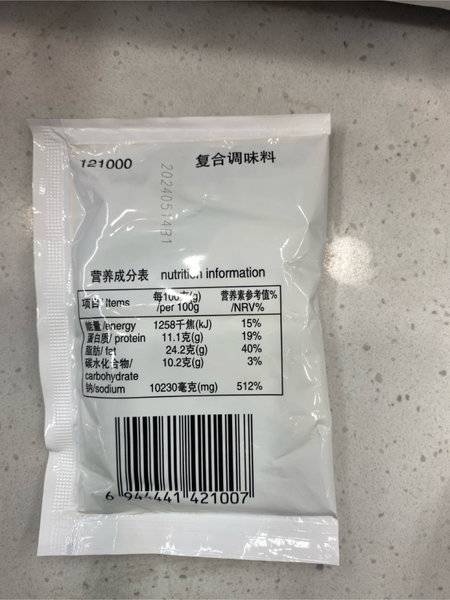 121000
复合调味料
2024051431
营养成分表 nutrition information
项目/Items 每100克(g)/per 100g 营养素参考值%/NRV%
能量/energy 1258千焦(kJ) 15%
蛋白质/protein 11.1克(g) 19%
脂肪/fat 24.2克(g) 40%
碳水化合物/carbohydrate 10.2克(g) 3%
钠/sodium 10230毫克(mg) 512%
6 944441 421007